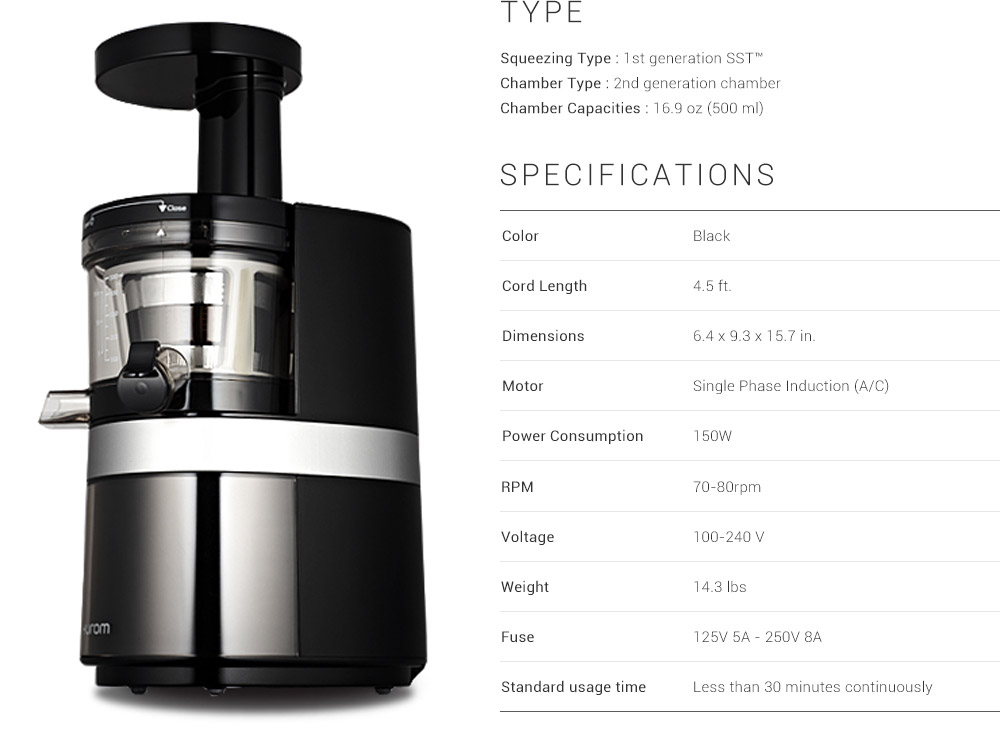 TYPE
Squeezing Type : 1st generation SST™
Chamber Type : 2nd generation chamber
Chamber Capacities : 16.9 oz (500 ml)
SPECIFICATIONS
Color Black
Cord Length 4.5 ft.
Dimensions 6.4 x 9.3 x 15.7 in.
Motor Single Phase Induction (A/C)
Power Consumption 150W
RPM 70-80rpm
Voltage 100-240 V
Weight 14.3 lbs
Fuse 125V 5A - 250V 8A
Standard usage time Less than 30 minutes continuously
Close
urom